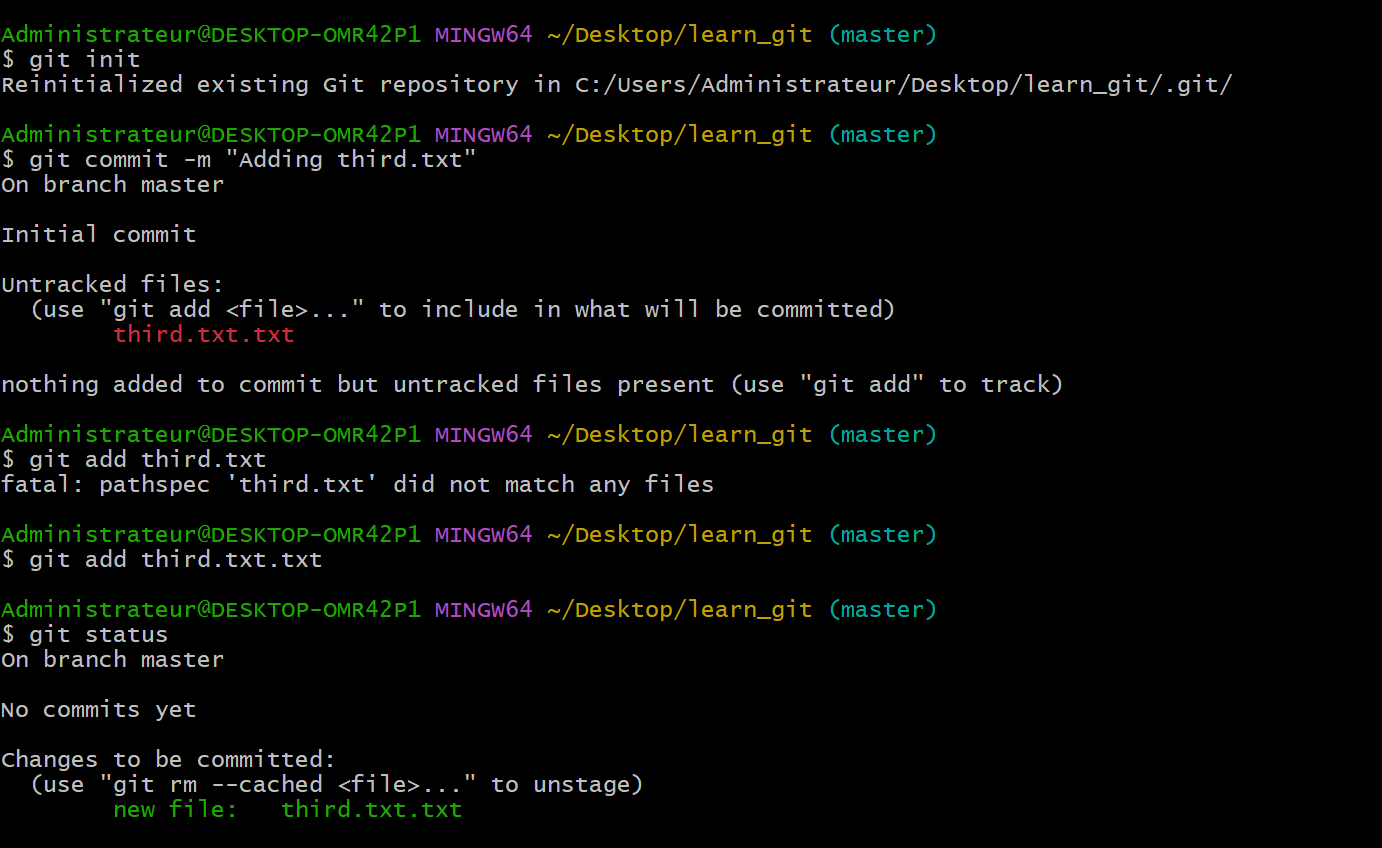 Administrateur@DESKTOP-OMR42P1 MINGW64 ~/Desktop/learn_git (master)
$ git init
Reinitialized existing Git repository in C:/Users/Administrateur/Desktop/learn_git/.git/

Administrateur@DESKTOP-OMR42P1 MINGW64 ~/Desktop/learn_git (master)
$ git commit -m "Adding third.txt"
On branch master

Initial commit

Untracked files:
  (use "git add <file>..." to include in what will be committed)
        third.txt.txt

nothing added to commit but untracked files present (use "git add" to track)

Administrateur@DESKTOP-OMR42P1 MINGW64 ~/Desktop/learn_git (master)
$ git add third.txt
fatal: pathspec 'third.txt' did not match any files

Administrateur@DESKTOP-OMR42P1 MINGW64 ~/Desktop/learn_git (master)
$ git add third.txt.txt

Administrateur@DESKTOP-OMR42P1 MINGW64 ~/Desktop/learn_git (master)
$ git status
On branch master

No commits yet

Changes to be committed:
  (use "git rm --cached <file>..." to unstage)
        new file:   third.txt.txt